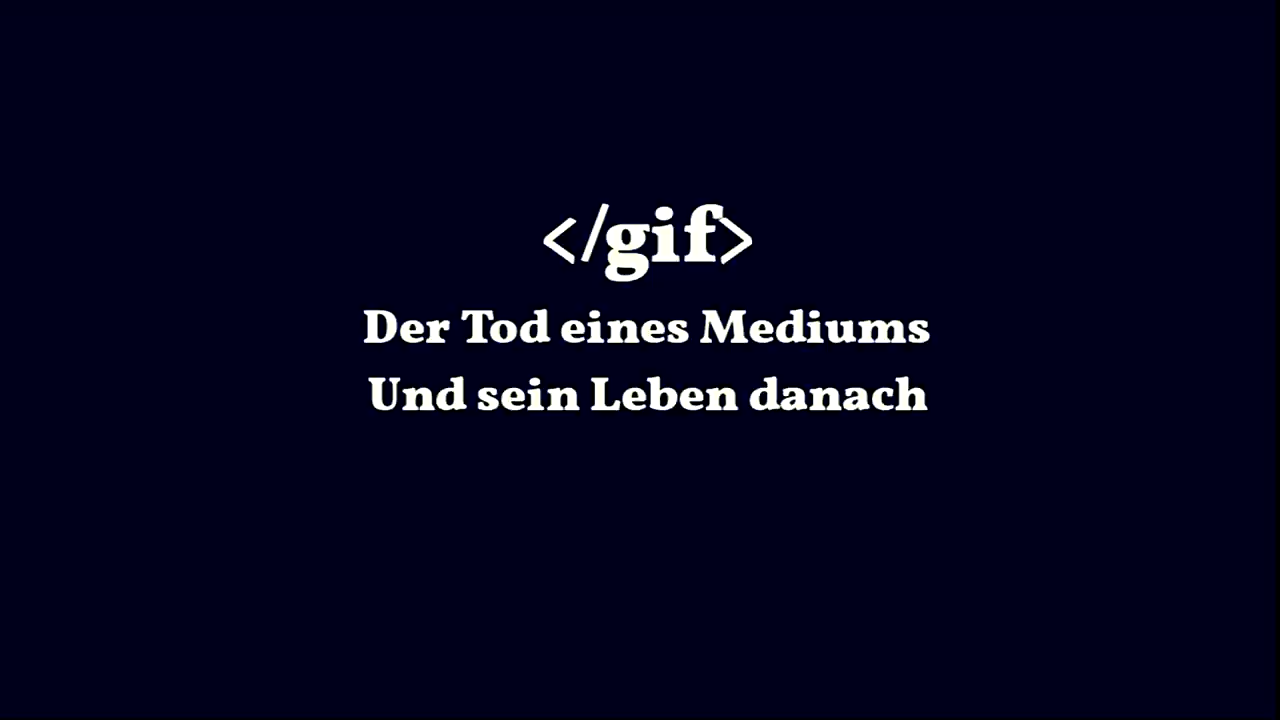 </gif>
Der Tod eines Mediums
Und sein Leben danach